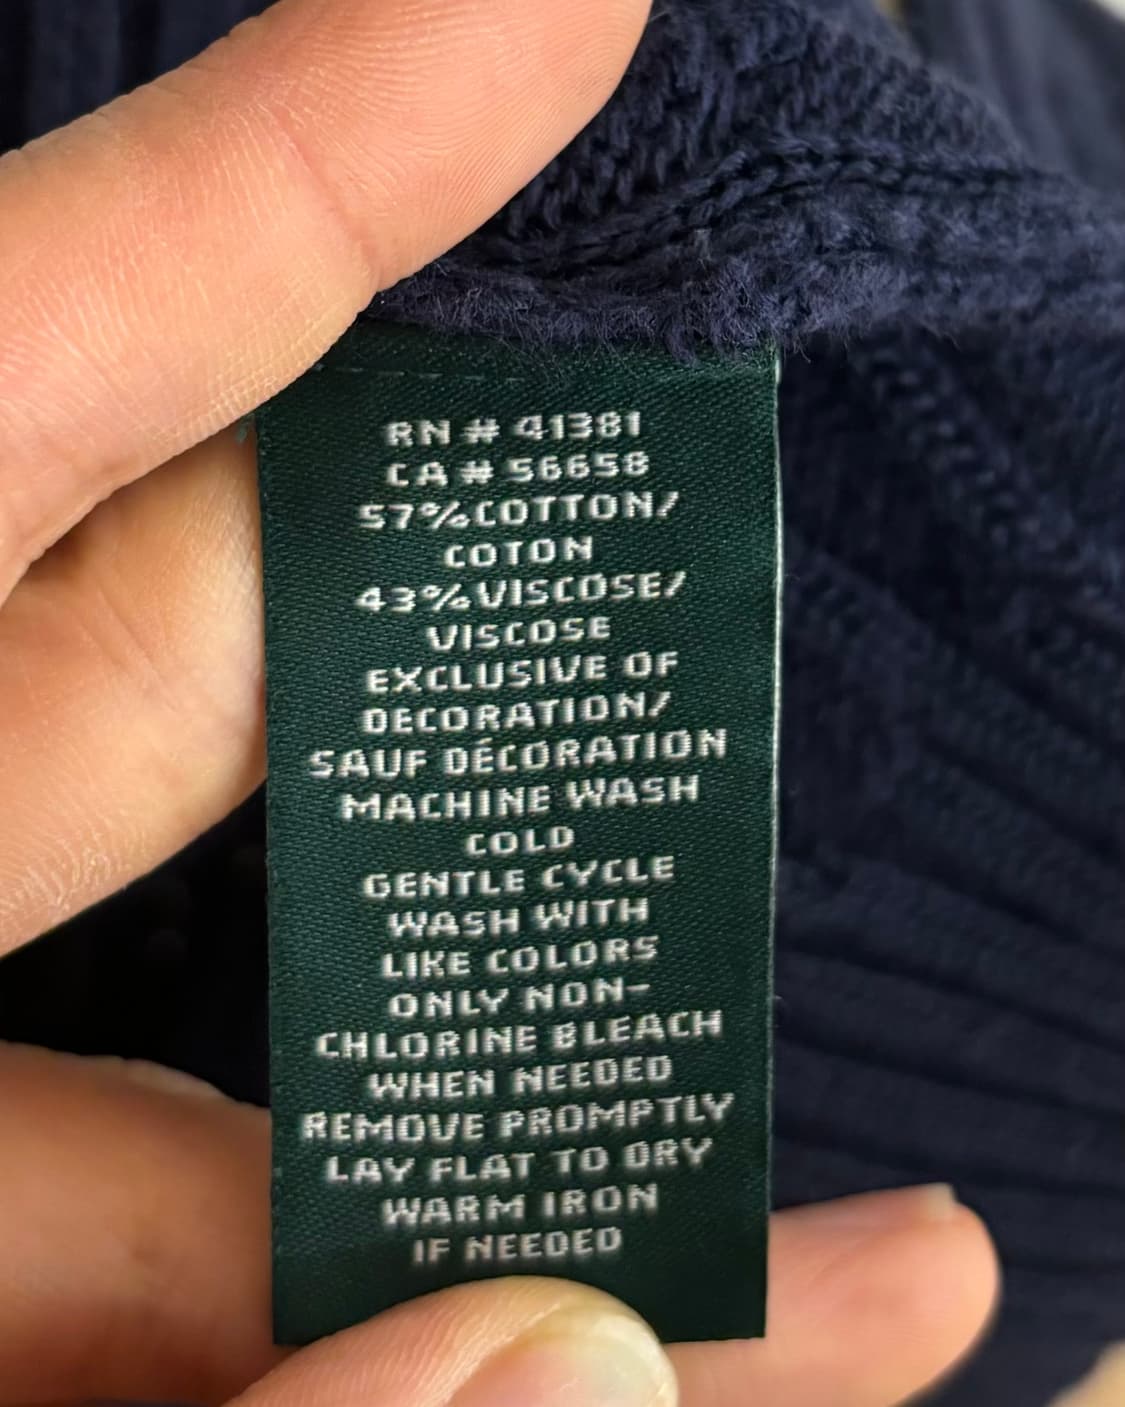 RN # 41381
CA # 56658
57%COTTON/
COTON
43%VISCOSE/
VISCOSE
EXCLUSIVE OF
DECORATION/
SAUF DÉCORATION
MACHINE WASH
COLD
GENTLE CYCLE
WASH WITH
LIKE COLORS
ONLY NON-
CHLORINE BLEACH
WHEN NEEDED
REMOVE PROMPTLY
LAY FLAT TO DRY
WARM IRON
IF NEEDED